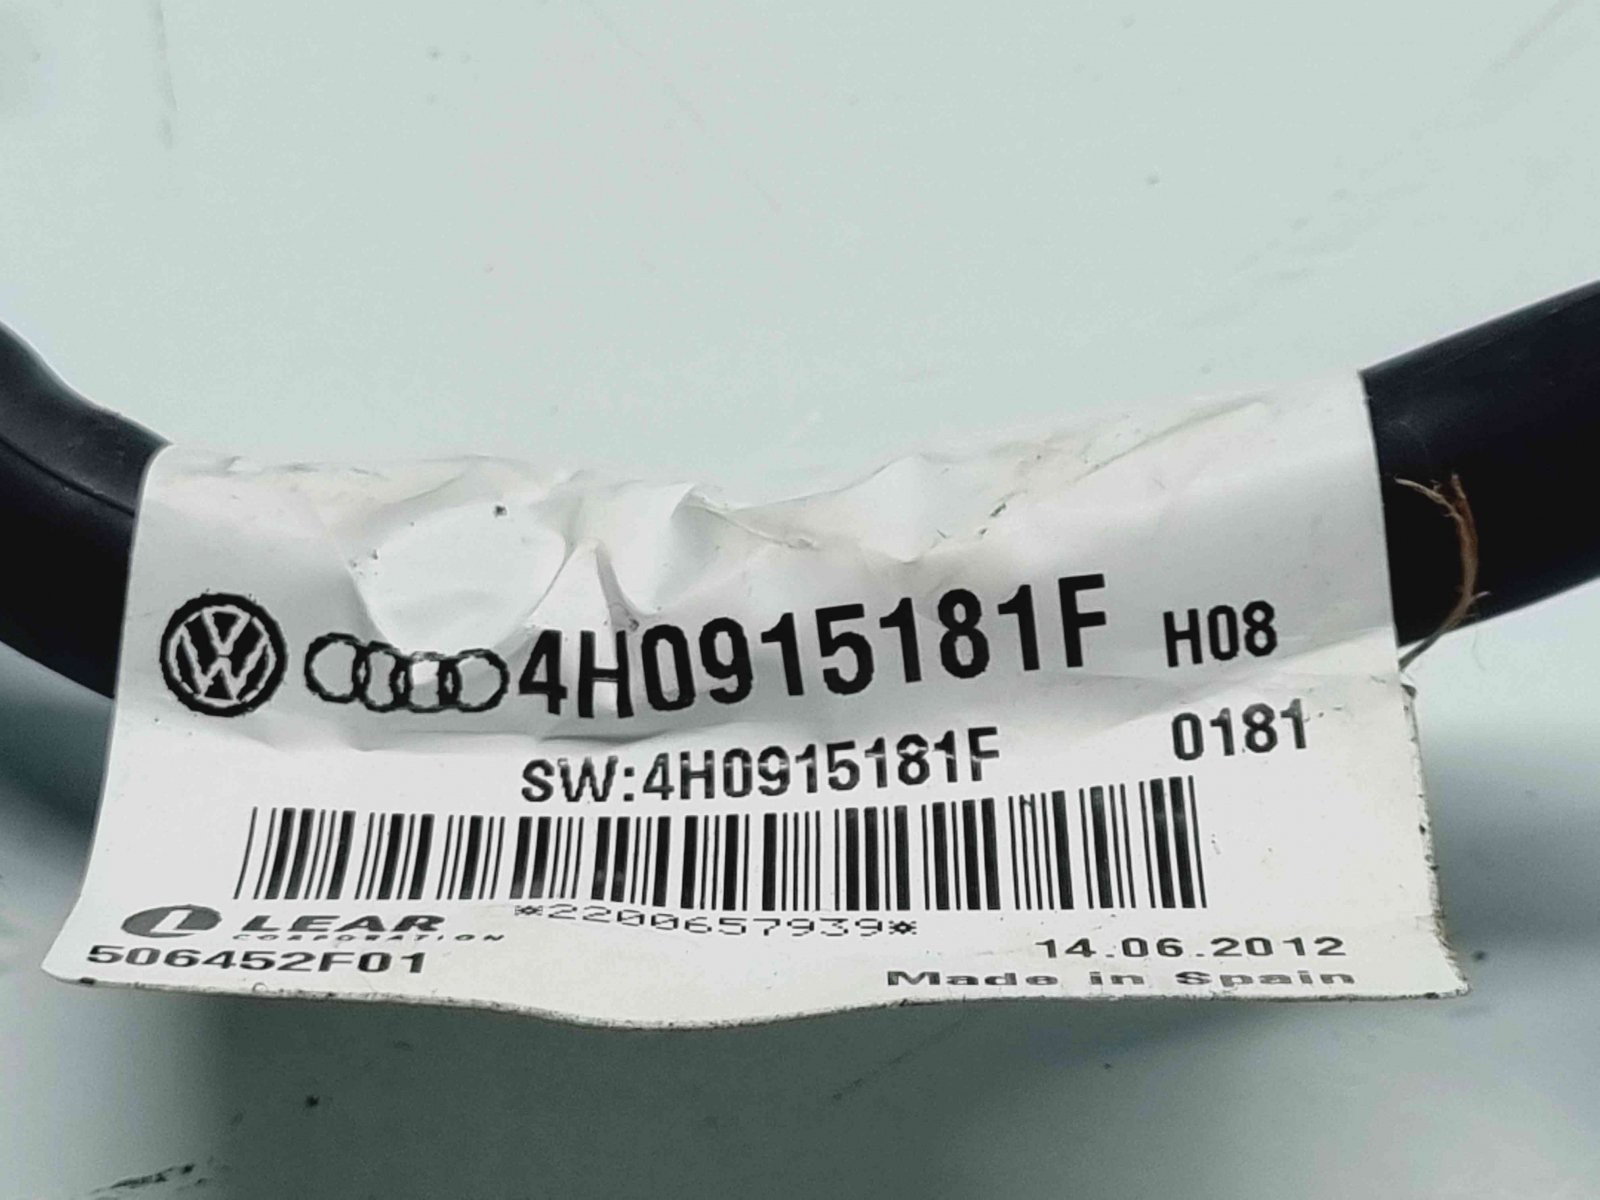 4H0915181F H08
SW:4H0915181F 0181
*2200657939*
LEAR
CORPORATION
506452F01
14.06.2012
Made in Spain